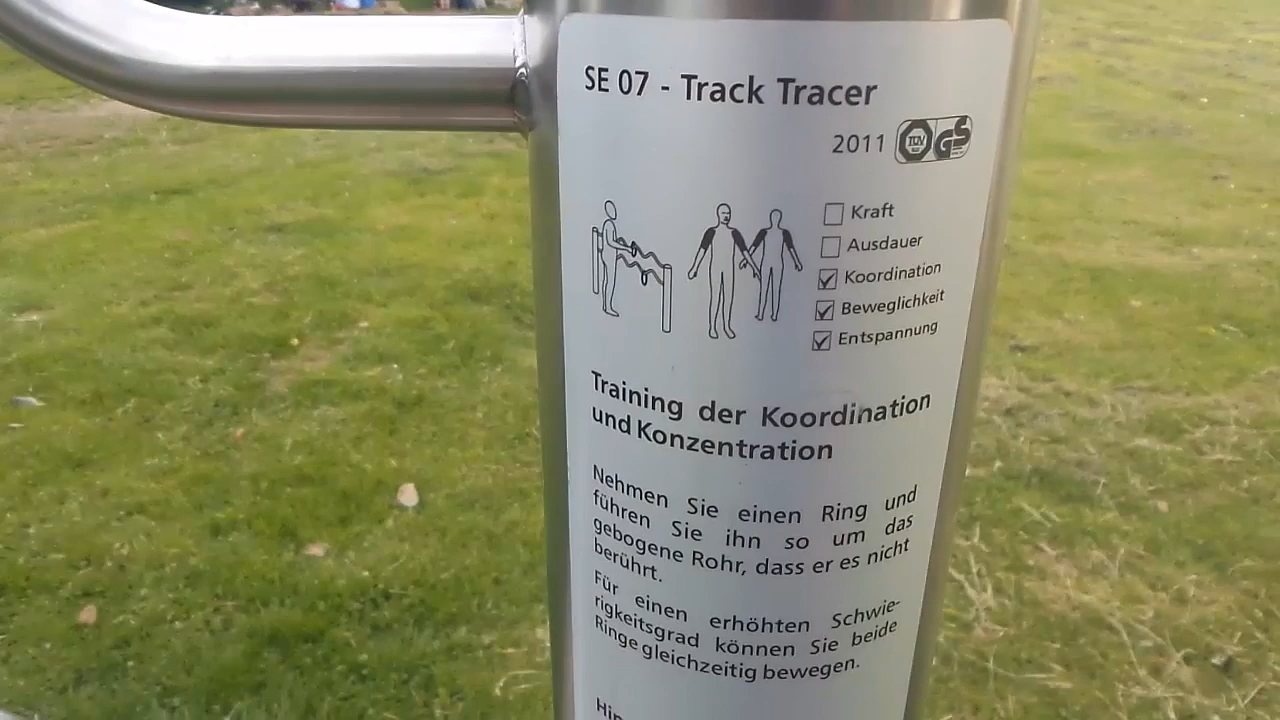 SE 07 - Track Tracer
2011 TÜV GS
Kraft
Ausdauer
Koordination
Beweglichkeit
Entspannung
Training der Koordination
und Konzentration
Nehmen Sie einen Ring und
führen Sie ihn so um das
gebogene Rohr, dass er es nicht
berührt.
Für einen erhöhten Schwie-
rigkeitsgrad können Sie beide
Ringe gleichzeitig bewegen.